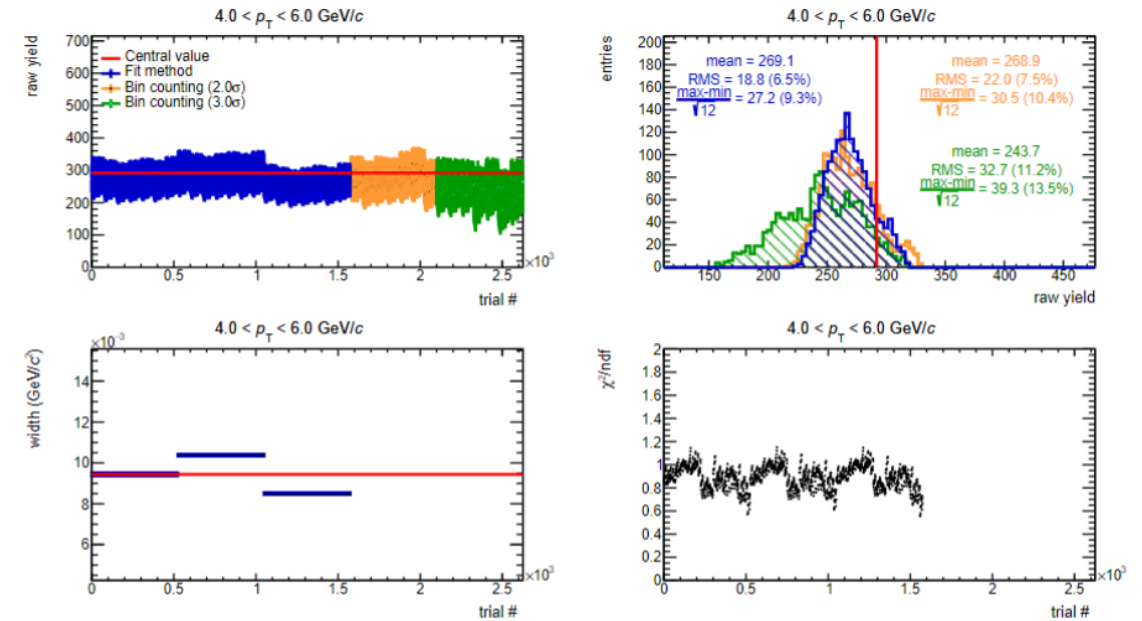 4.0 < p_T < 6.0 GeV/c
raw yield
700
600
500
400
300
200
100
0
Central value
Fit method
Bin counting (2.0σ)
Bin counting (3.0σ)
0 0.5 1 1.5 2 2.5
×10³
trial #
4.0 < p_T < 6.0 GeV/c
entries
200
180
160
140
120
100
80
60
40
20
0
mean = 269.1
RMS = 18.8 (6.5%)
max-min/√12 = 27.2 (9.3%)
mean = 268.9
RMS = 22.0 (7.5%)
max-min/√12 = 30.5 (10.4%)
mean = 243.7
RMS = 32.7 (11.2%)
max-min/√12 = 39.3 (13.5%)
150 200 250 300 350 400 450
raw yield
4.0 < p_T < 6.0 GeV/c
×10⁻³
width (GeV/c²)
14
12
10
8
6
0 0.5 1 1.5 2 2.5
×10³
trial #
4.0 < p_T < 6.0 GeV/c
χ²/ndf
2
1.8
1.6
1.4
1.2
1
0.8
0.6
0.4
0.2
0
0 0.5 1 1.5 2 2.5
×10³
trial #